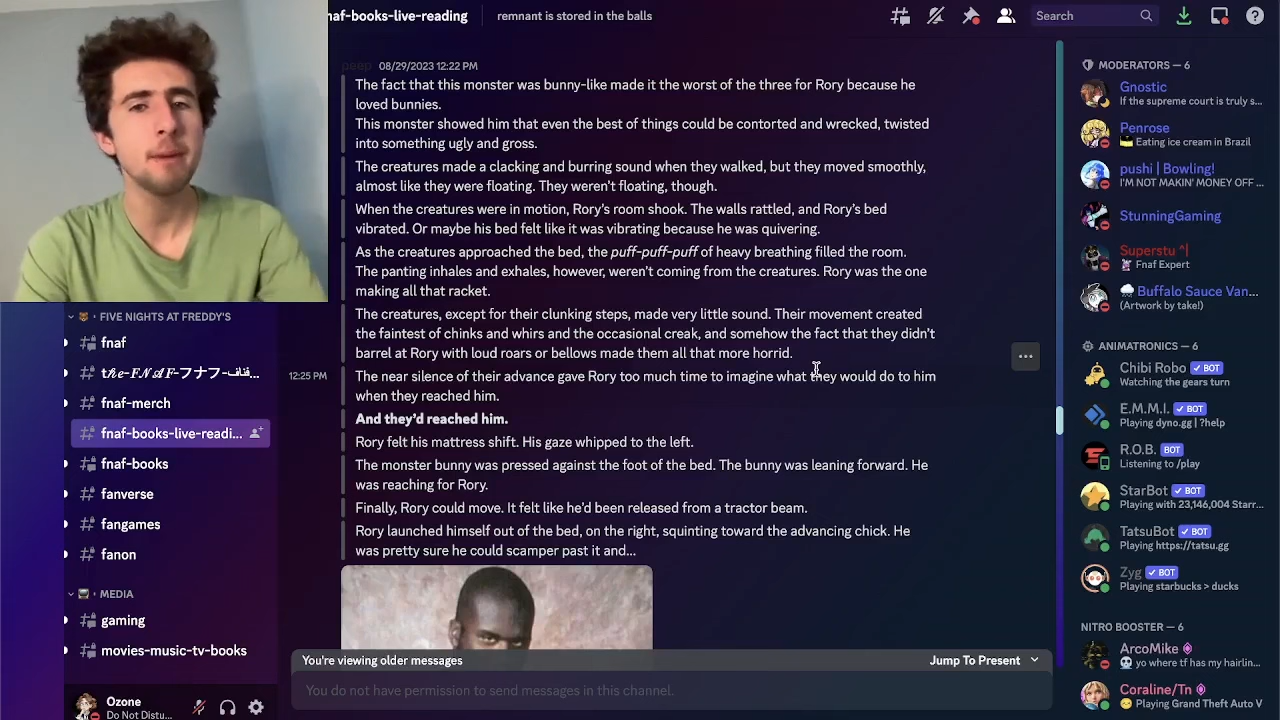 fnaf-books-live-reading
remnant is stored in the balls
Search
FIVE NIGHTS AT FREDDY'S
fnaf
fnaf-merch
fnaf-books-live-readi...
fnaf-books
fanverse
fangames
fanon
MEDIA
gaming
movies-music-tv-books
Ozone
Do Not Distu...
peep 08/29/2023 12:22 PM
The fact that this monster was bunny-like made it the worst of the three for Rory because he
loved bunnies.
This monster showed him that even the best of things could be contorted and wrecked, twisted
into something ugly and gross.
The creatures made a clacking and burring sound when they walked, but they moved smoothly,
almost like they were floating. They weren't floating, though.
When the creatures were in motion, Rory's room shook. The walls rattled, and Rory's bed
vibrated. Or maybe his bed felt like it was vibrating because he was quivering.
As the creatures approached the bed, the puff-puff-puff of heavy breathing filled the room.
The panting inhales and exhales, however, weren't coming from the creatures. Rory was the one
making all that racket.
The creatures, except for their clunking steps, made very little sound. Their movement created
the faintest of chinks and whirs and the occasional creak, and somehow the fact that they didn't
barrel at Rory with loud roars or bellows made them all that more horrid.
12:25 PM
The near silence of their advance gave Rory too much time to imagine what they would do to him
when they reached him.
And they'd reached him.
Rory felt his mattress shift. His gaze whipped to the left.
The monster bunny was pressed against the foot of the bed. The bunny was leaning forward. He
was reaching for Rory.
Finally, Rory could move. It felt like he'd been released from a tractor beam.
Rory launched himself out of the bed, on the right, squinting toward the advancing chick. He
was pretty sure he could scamper past it and...
You're viewing older messages
Jump To Present
You do not have permission to send messages in this channel.
MODERATORS — 6
Gnostic
If the supreme court is truly s...
Penrose
Eating ice cream in Brazil
pushi | Bowling!
I'M NOT MAKIN' MONEY OFF ...
StunningGaming
Superstu ^|
Fnaf Expert
Buffalo Sauce Van...
(Artwork by take!)
ANIMATRONICS — 6
Chibi Robo BOT
Watching the gears turn
E.M.M.I. BOT
Playing dyno.gg | ?help
R.O.B. BOT
Listening to /play
StarBot BOT
Playing with 23,146,004 Starr...
TatsuBot BOT
Playing https://tatsu.gg
Zyg BOT
Playing starbucks > ducks
NITRO BOOSTER — 6
ArcoMike
yo where tf has my hairlin...
Coraline/Tn
Playing Grand Theft Auto V